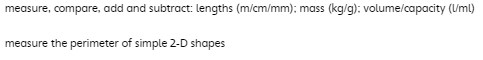 measure, compare, add and subtract: lengths (m/cm/mm); mass (kg/g); volume/capacity (l/ml)
measure the perimeter of simple 2-D shapes